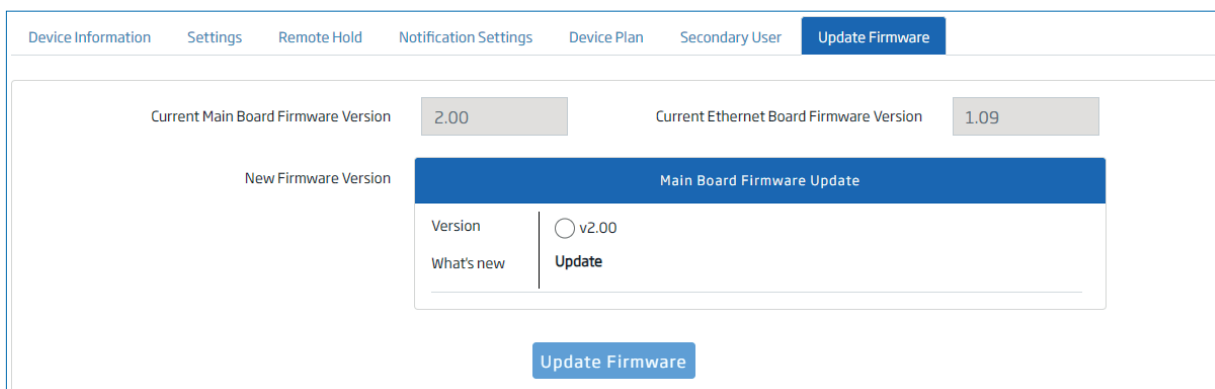 Device Information Settings Remote Hold Notification Settings Device Plan Secondary User Update Firmware
Current Main Board Firmware Version 2.00 Current Ethernet Board Firmware Version 1.09
New Firmware Version Main Board Firmware Update
Version v2.00
What's new Update
Update Firmware